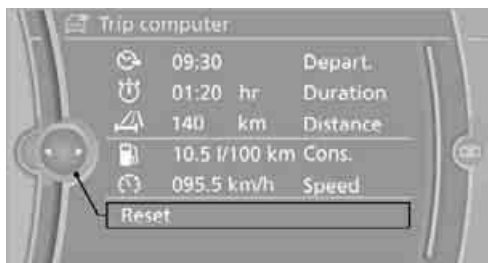 Trip computer
09:30 Depart.
01:20 hr Duration
140 km Distance
10.5 l/100 km Cons.
095.5 km/h Speed
Reset